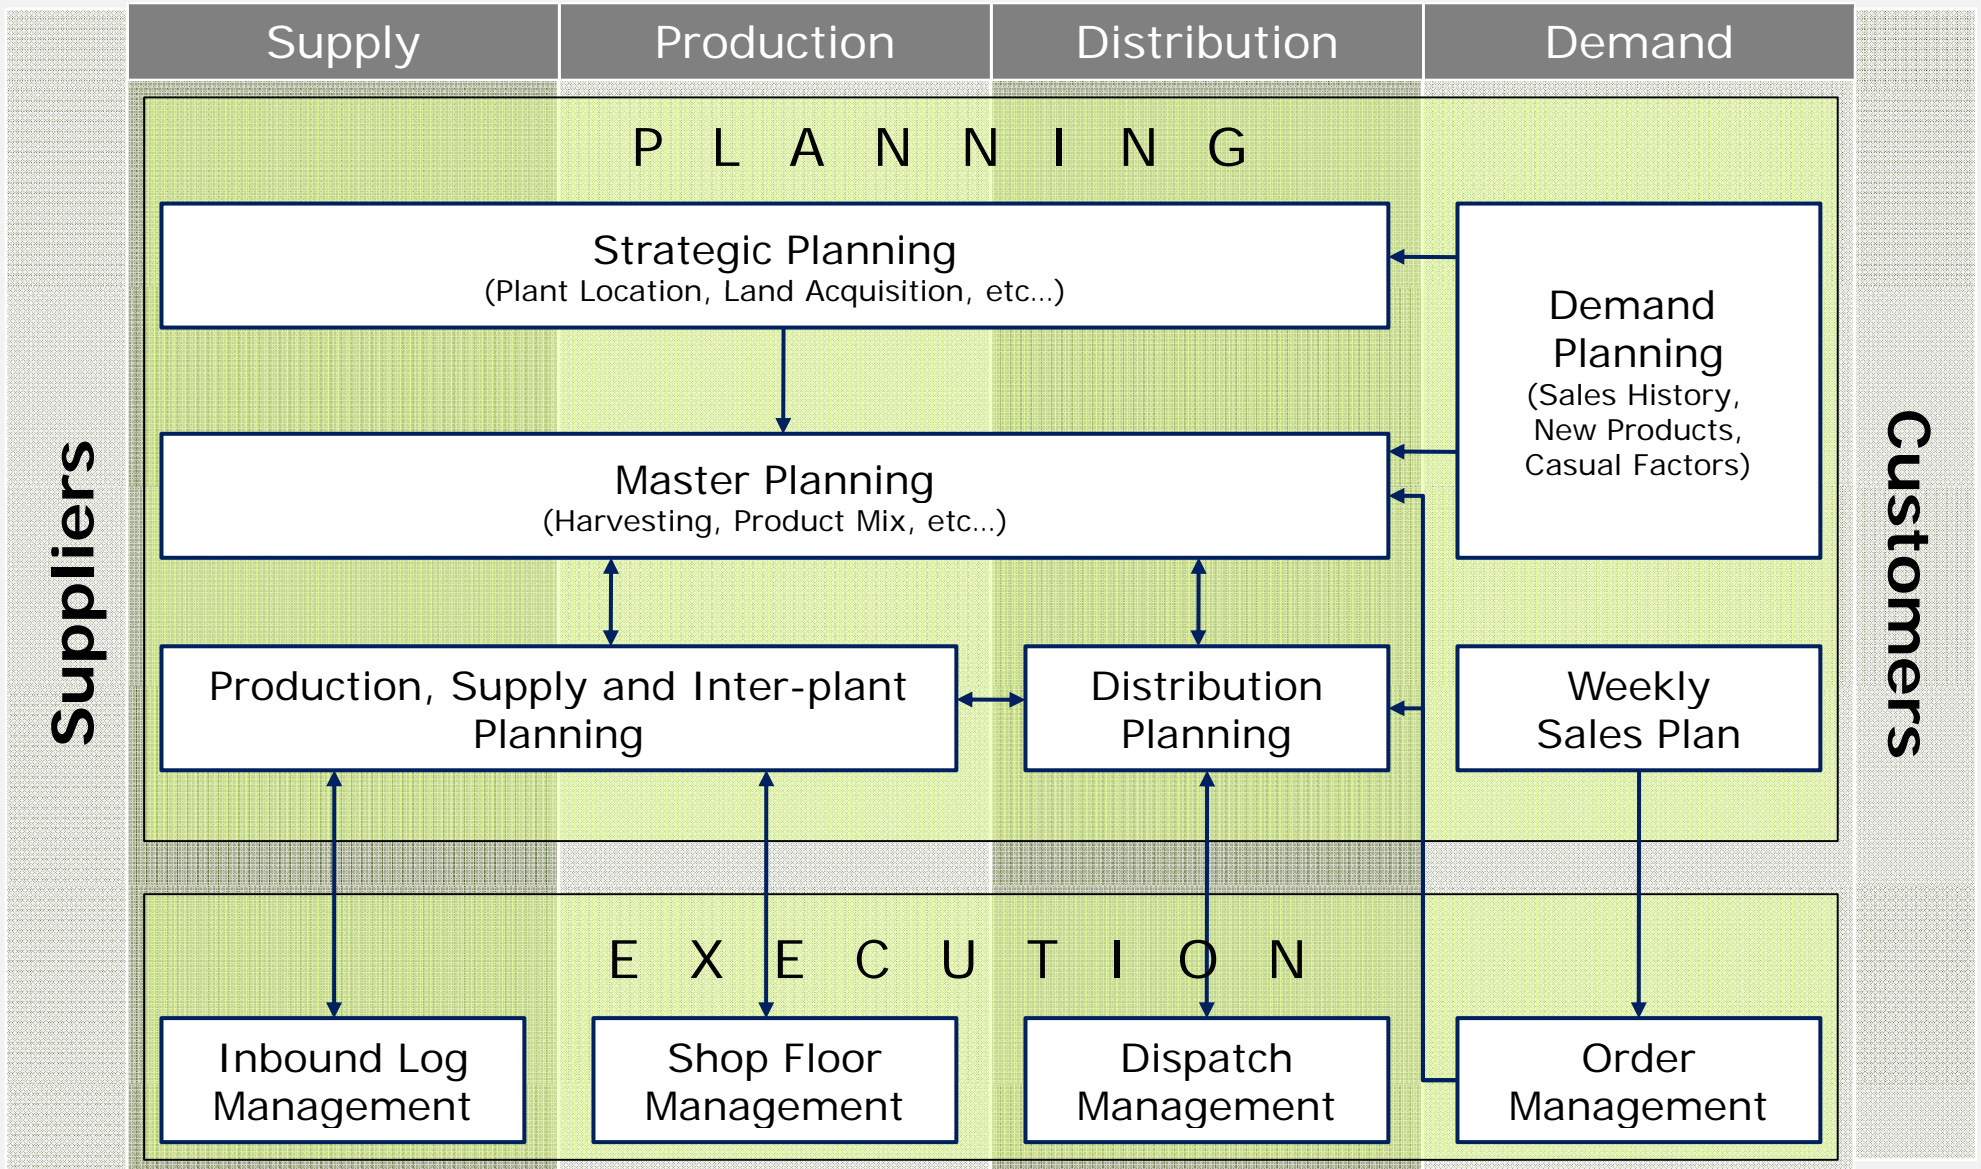 Supply
Production
Distribution
Demand
P L A N N I N G
Strategic Planning
(Plant Location, Land Acquisition, etc...)
Demand
Planning
(Sales History,
New Products,
Casual Factors)
Master Planning
(Harvesting, Product Mix, etc...)
Suppliers
Customers
Production, Supply and Inter-plant
Planning
Distribution
Planning
Weekly
Sales Plan
E X E C U T I O N
Inbound Log
Management
Shop Floor
Management
Dispatch
Management
Order
Management